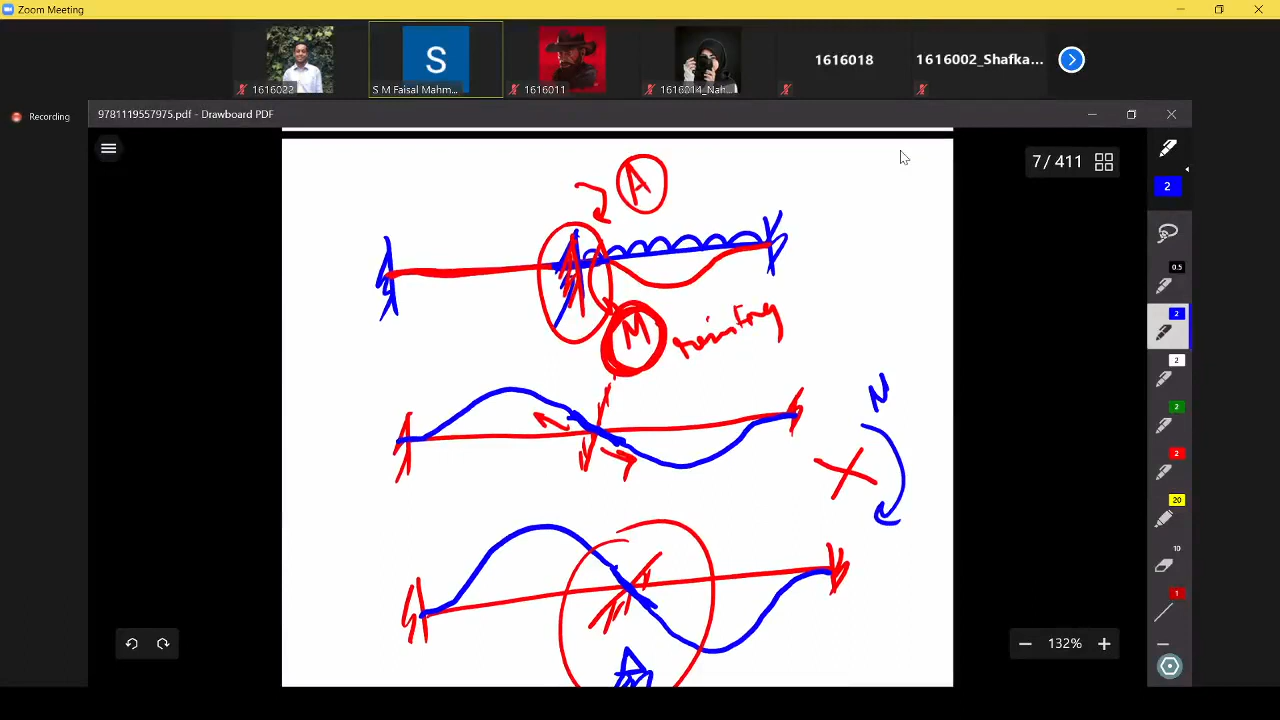 Zoom Meeting
1616022
S M Faisal Mahm...
1616011
1616014_Nah...
1616018
1616002_Shafka...
Recording
9781119557975.pdf - Drawboard PDF
7 / 411
2
0.5
2
2
2
2
20
10
1
A
M
N
132%